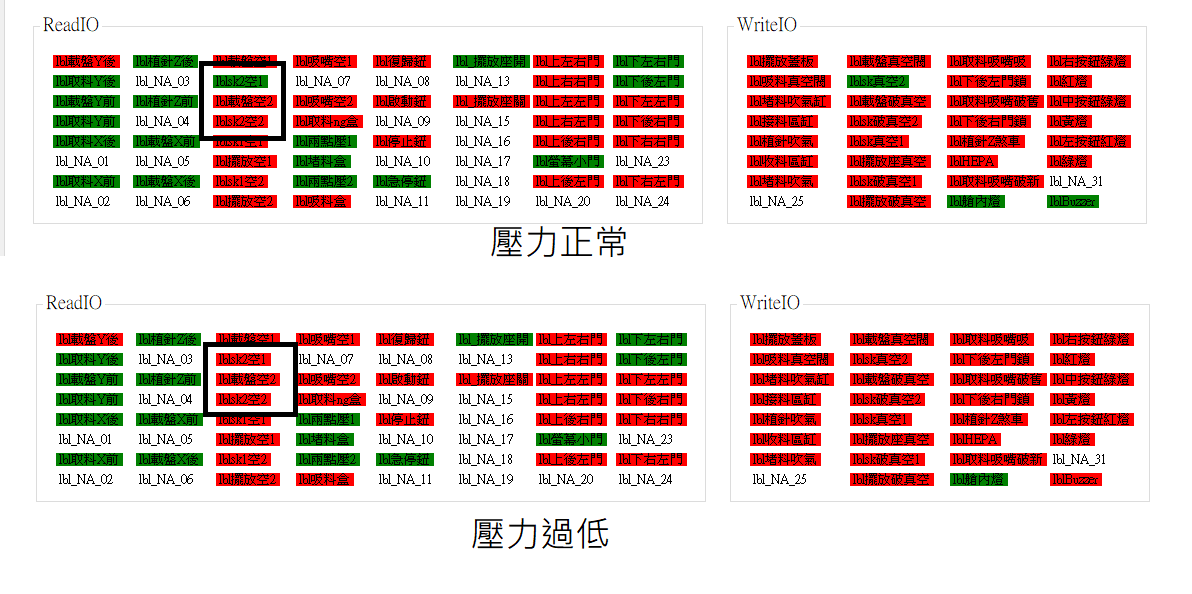 ReadIO WriteIO
lbl載盤Y後 lbl植針Z後 lbl載盤空1 lbl吸嘴空1 lbl復歸鈕 lbl_擺放座開 lbl上右右門 lbl下左右門 lbl擺放蓋板 lbl載盤真空閥 lbl取料吸嘴吸 lbl右按鈕綠燈
lbl取料Y後 lbl_NA_03 lblsk2空1 lbl_NA_07 lbl_NA_08 lbl_NA_13 lbl上左右門 lbl下後左門 lbl吸料真空閥 lblsk真空2 lbl下後左門鎖 lbl紅燈
lbl載盤Y前 lbl植針Z前 lbl載盤空2 lbl吸嘴空2 lbl啟動鈕 lbl_擺放座關 lbl上左左門 lbl下左左門 lbl堵料吹氣缸 lbl載盤破真空 lbl取料吸嘴破舊 lbl中按鈕綠燈
lbl取料Y前 lbl_NA_04 lblsk2空2 lbl取料ng盒 lbl_NA_09 lbl_NA_15 lbl上右左門 lbl下後右門 lbl接料區缸 lblsk破真空2 lbl下後右門鎖 lbl黃燈
lbl取料X後 lbl載盤X前 lblsk1空1 lbl兩點壓1 lbl停止鈕 lbl_NA_16 lbl上後右門 lbl下右右門 lbl植針吹氣 lblsk真空1 lbl植針Z煞車 lbl左按鈕紅燈
lbl_NA_01 lbl_NA_05 lbl擺放空1 lbl堵料盒 lbl_NA_10 lbl_NA_17 lbl螢幕小門 lbl_NA_23 lbl收料區缸 lbl擺放座真空 lblHEPA lbl綠燈
lbl取料X前 lbl載盤X後 lblsk1空2 lbl兩點壓2 lbl急停鈕 lbl_NA_18 lbl上後左門 lbl下右左門 lbl堵料吹氣 lblsk破真空1 lbl取料吸嘴破新 lbl_NA_31
lbl_NA_02 lbl_NA_06 lbl擺放空2 lbl吸料盒 lbl_NA_11 lbl_NA_19 lbl_NA_20 lbl_NA_24 lbl_NA_25 lbl擺放破真空 lbl艙內燈 lblBuzzer
壓力正常
ReadIO WriteIO
lbl載盤Y後 lbl植針Z後 lbl載盤空1 lbl吸嘴空1 lbl復歸鈕 lbl_擺放座開 lbl上右右門 lbl下左右門 lbl擺放蓋板 lbl載盤真空閥 lbl取料吸嘴吸 lbl右按鈕綠燈
lbl取料Y後 lbl_NA_03 lblsk2空1 lbl_NA_07 lbl_NA_08 lbl_NA_13 lbl上左右門 lbl下後左門 lbl吸料真空閥 lblsk真空2 lbl下後左門鎖 lbl紅燈
lbl載盤Y前 lbl植針Z前 lbl載盤空2 lbl吸嘴空2 lbl啟動鈕 lbl_擺放座關 lbl上左左門 lbl下左左門 lbl堵料吹氣缸 lbl載盤破真空 lbl取料吸嘴破舊 lbl中按鈕綠燈
lbl取料Y前 lbl_NA_04 lblsk2空2 lbl取料ng盒 lbl_NA_09 lbl_NA_15 lbl上右左門 lbl下後右門 lbl接料區缸 lblsk破真空2 lbl下後右門鎖 lbl黃燈
lbl取料X後 lbl載盤X前 lblsk1空1 lbl兩點壓1 lbl停止鈕 lbl_NA_16 lbl上後右門 lbl下右右門 lbl植針吹氣 lblsk真空1 lbl植針Z煞車 lbl左按鈕紅燈
lbl_NA_01 lbl_NA_05 lbl擺放空1 lbl堵料盒 lbl_NA_10 lbl_NA_17 lbl螢幕小門 lbl_NA_23 lbl收料區缸 lbl擺放座真空 lblHEPA lbl綠燈
lbl取料X前 lbl載盤X後 lblsk1空2 lbl兩點壓2 lbl急停鈕 lbl_NA_18 lbl上後左門 lbl下右左門 lbl堵料吹氣 lblsk破真空1 lbl取料吸嘴破新 lbl_NA_31
lbl_NA_02 lbl_NA_06 lbl擺放空2 lbl吸料盒 lbl_NA_11 lbl_NA_19 lbl_NA_20 lbl_NA_24 lbl_NA_25 lbl擺放破真空 lbl艙內燈 lblBuzzer
壓力過低